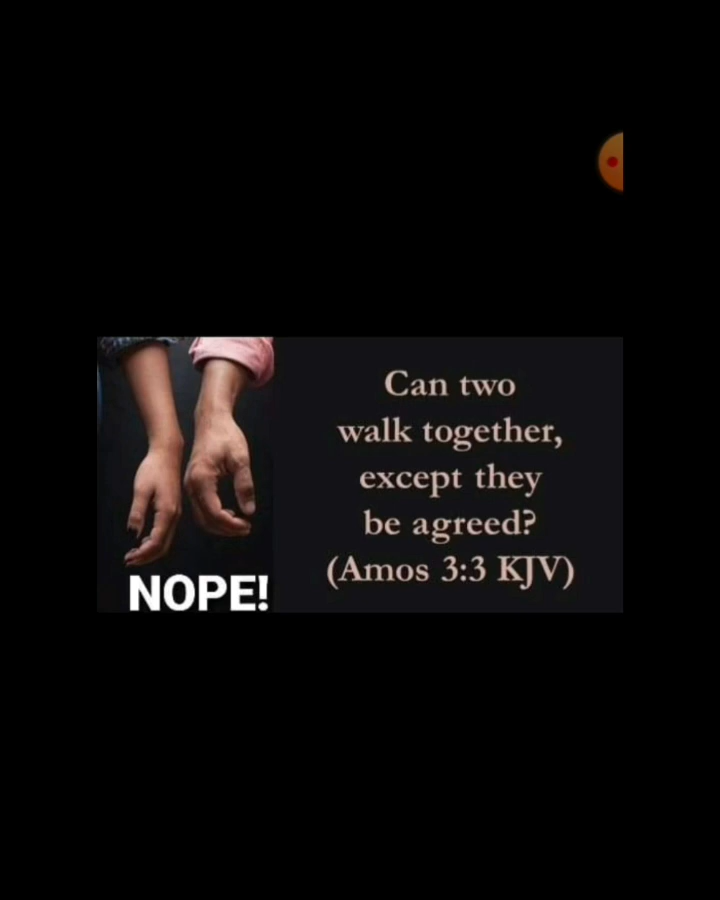 Can two
walk together,
except they
be agreed?
(Amos 3:3 KJV)
NOPE!